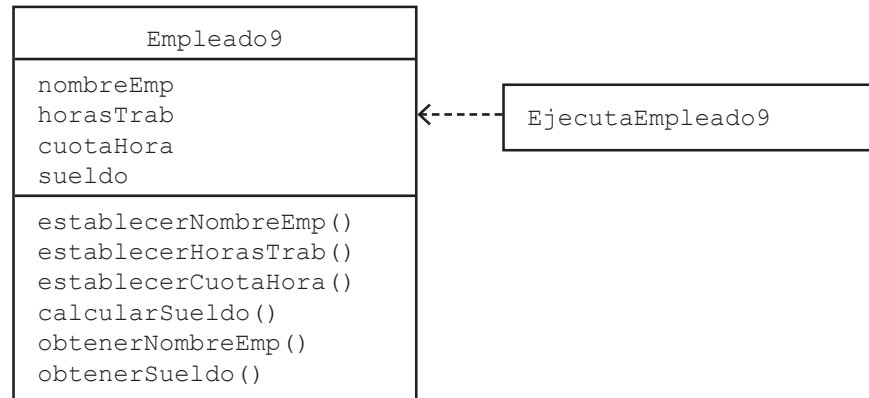 Empleado9
nombreEmp
horasTrab
cuotaHora
sueldo
EjecutaEmpleado9
establecerNombreEmp()
establecerHorasTrab()
establecerCuotaHora()
calcularSueldo()
obtenerNombreEmp()
obtenerSueldo()